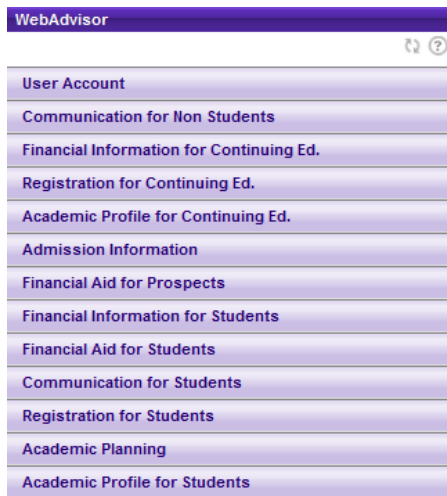 WebAdvisor
?
User Account
Communication for Non Students
Financial Information for Continuing Ed.
Registration for Continuing Ed.
Academic Profile for Continuing Ed.
Admission Information
Financial Aid for Prospects
Financial Information for Students
Financial Aid for Students
Communication for Students
Registration for Students
Academic Planning
Academic Profile for Students